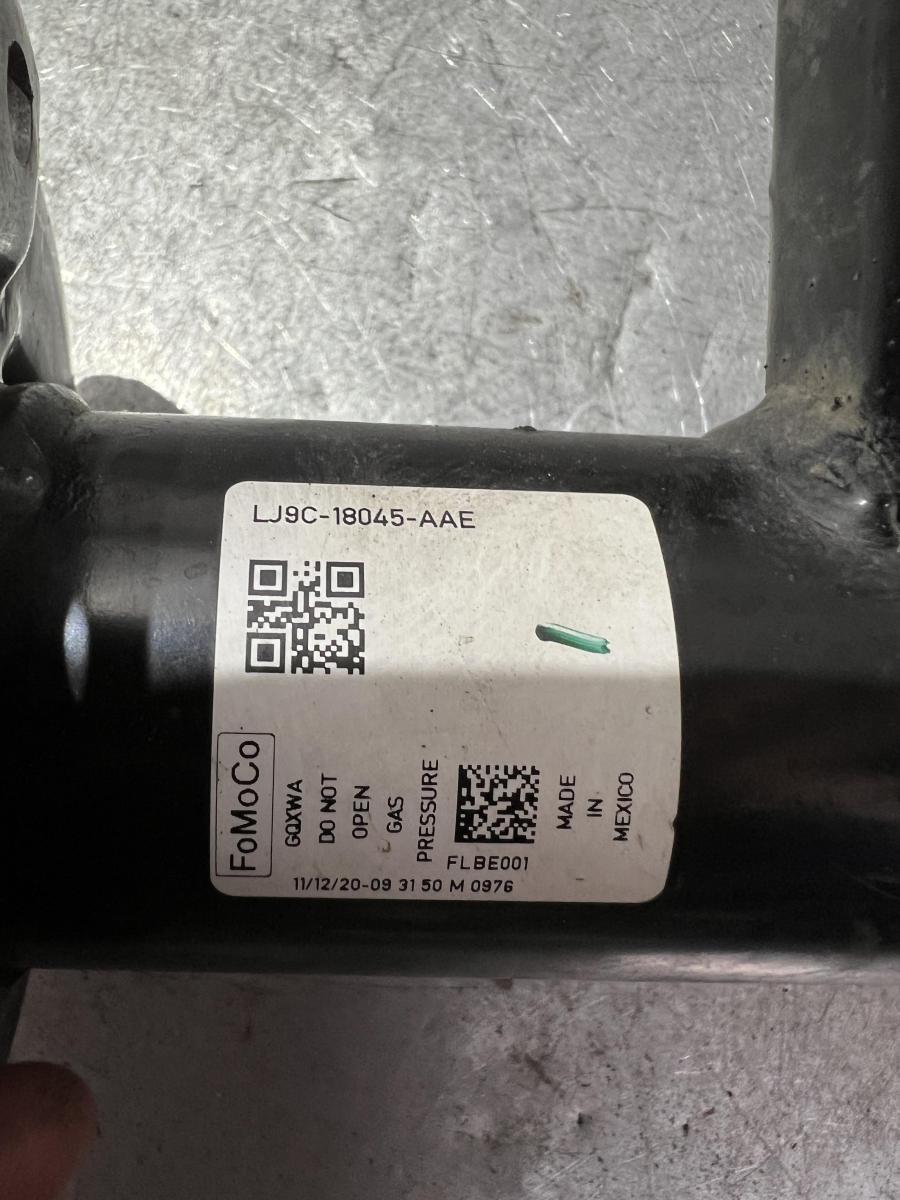 LJ9C-18045-AAE
FoMoCo
GQXWA
DO NOT
OPEN
GAS
PRESSURE
FLBE001
MADE
IN
MEXICO
11/12/20-09 31 50 M 0976